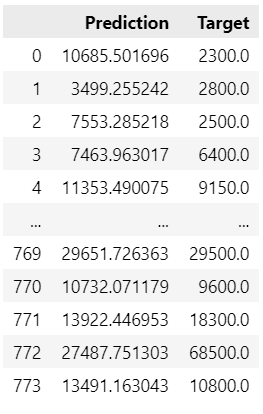 Prediction Target
0 10685.501696 2300.0
1 3499.255242 2800.0
2 7553.285218 2500.0
3 7463.963017 6400.0
4 11353.490075 9150.0
... ... ...
769 29651.726363 29500.0
770 10732.071179 9600.0
771 13922.446953 18300.0
772 27487.751303 68500.0
773 13491.163043 10800.0